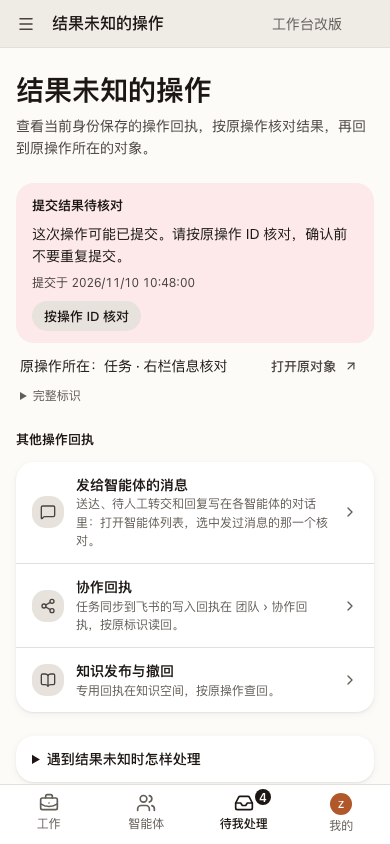 结果未知的操作
工作台改版
结果未知的操作
查看当前身份保存的操作回执，按原操作核对结果，再回
到原操作所在的对象。
提交结果待核对
这次操作可能已提交。请按原操作 ID 核对，确认前
不要重复提交。
提交于 2026/11/10 10:48:00
按操作 ID 核对
原操作所在：任务 · 右栏信息核对
打开原对象
完整标识
其他操作回执
发给智能体的消息
送达、待人工转交和回复写在各智能体的对话
里：打开智能体列表，选中发过消息的那一个核
对。
协作回执
任务同步到飞书的写入回执在 团队 › 协作回
执，按原标识读回。
知识发布与撤回
专用回执在知识空间，按原操作查回。
遇到结果未知时怎样处理
工作
智能体
4
待我处理
Z
我的